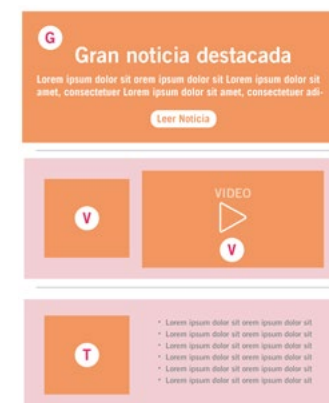 G
Gran noticia destacada
Lorem ipsum dolor sit orem ipsum dolor sit Lorem ipsum dolor sit
amet, consectetuer Lorem ipsum dolor sit amet, consectetuer adi-
Leer Noticia
V
VIDEO
V
T
• Lorem ipsum dolor sit orem ipsum dolor sit
• Lorem ipsum dolor sit orem ipsum dolor sit
• Lorem ipsum dolor sit orem ipsum dolor sit
• Lorem ipsum dolor sit orem ipsum dolor sit
• Lorem ipsum dolor sit orem ipsum dolor sit
• Lorem ipsum dolor sit orem ipsum dolor sit